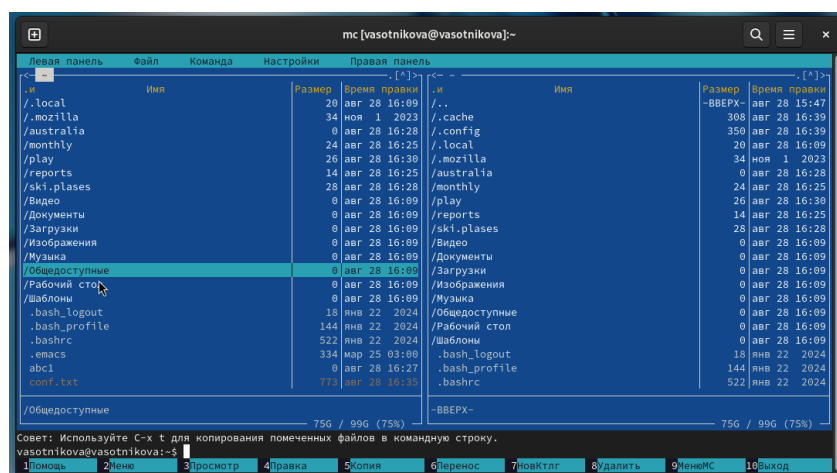 mc [vasotnikova@vasotnikova]:~
Левая панель Файл Команда Настройки Правая панель
<- ~ .[^]> <- ~ .[^]>
.и Имя Размер Время правки .и Имя Размер Время правки
/.local 20 авг 28 16:09 /.. -ВВЕРХ- авг 28 15:47
/.mozilla 34 ноя 1 2023 /.cache 308 авг 28 16:39
/australia 0 авг 28 16:28 /.config 350 авг 28 16:39
/monthly 24 авг 28 16:25 /.local 20 авг 28 16:09
/play 26 авг 28 16:30 /.mozilla 34 ноя 1 2023
/reports 14 авг 28 16:25 /australia 0 авг 28 16:28
/ski.plases 28 авг 28 16:28 /monthly 24 авг 28 16:25
/Видео 0 авг 28 16:09 /play 26 авг 28 16:30
/Документы 0 авг 28 16:09 /reports 14 авг 28 16:25
/Загрузки 0 авг 28 16:09 /ski.plases 28 авг 28 16:28
/Изображения 0 авг 28 16:09 /Видео 0 авг 28 16:09
/Музыка 0 авг 28 16:09 /Документы 0 авг 28 16:09
/Общедоступные 0 авг 28 16:09 /Загрузки 0 авг 28 16:09
/Рабочий стол 0 авг 28 16:09 /Изображения 0 авг 28 16:09
/Шаблоны 0 авг 28 16:09 /Музыка 0 авг 28 16:09
.bash_logout 18 янв 22 2024 /Общедоступные 0 авг 28 16:09
.bash_profile 144 янв 22 2024 /Рабочий стол 0 авг 28 16:09
.bashrc 522 янв 22 2024 /Шаблоны 0 авг 28 16:09
.emacs 334 мар 25 03:00 .bash_logout 18 янв 22 2024
abc1 0 авг 28 16:27 .bash_profile 144 янв 22 2024
conf.txt 773 авг 28 16:35 .bashrc 522 янв 22 2024
/Общедоступные -ВВЕРХ-
75G / 99G (75%) 75G / 99G (75%)
Совет: Используйте C-x t для копирования помеченных файлов в командную строку.
vasotnikova@vasotnikova:~$
1Помощь 2Меню 3Просмотр 4Правка 5Копия 6Перенос 7НовКтлг 8Удалить 9МенюMC 10Выход